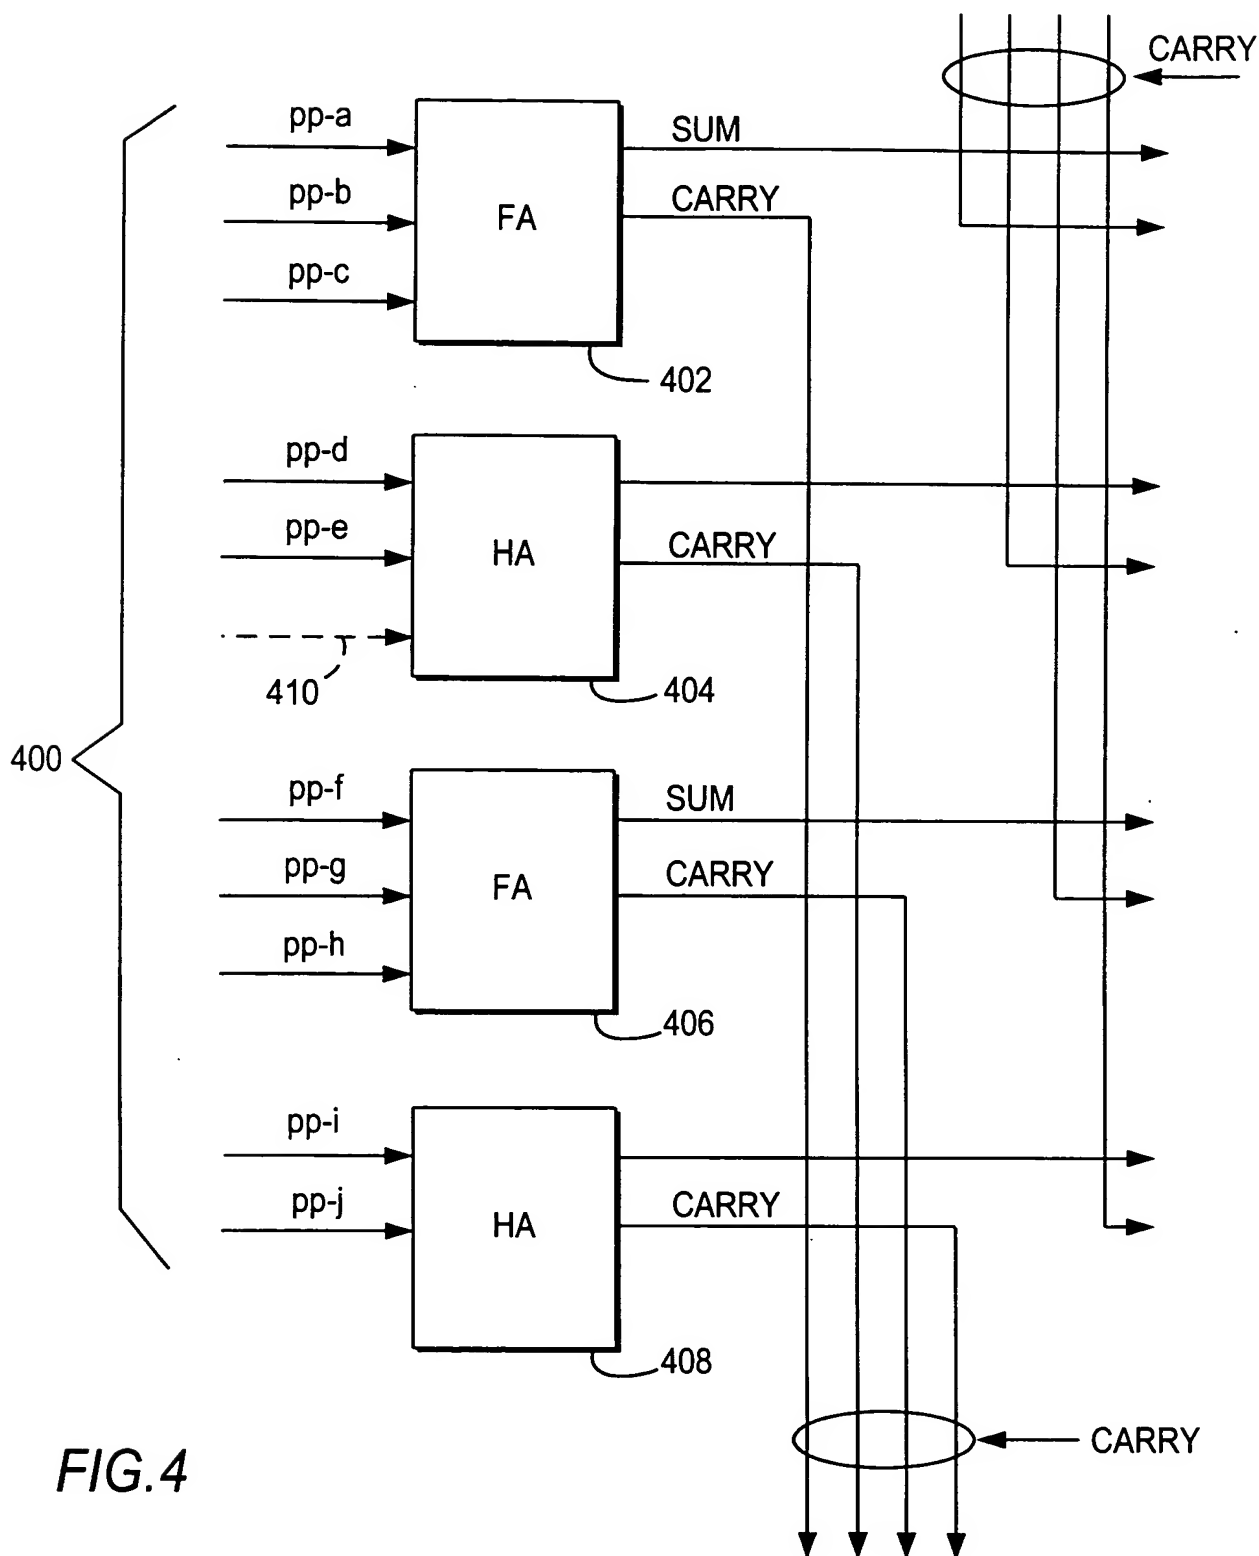 CARRY
pp-a
SUM
pp-b
CARRY
FA
pp-c
402
pp-d
pp-e
CARRY
HA
410
404
400
pp-f
SUM
pp-g
CARRY
FA
pp-h
406
pp-i
pp-j
CARRY
HA
408
CARRY
FIG.4